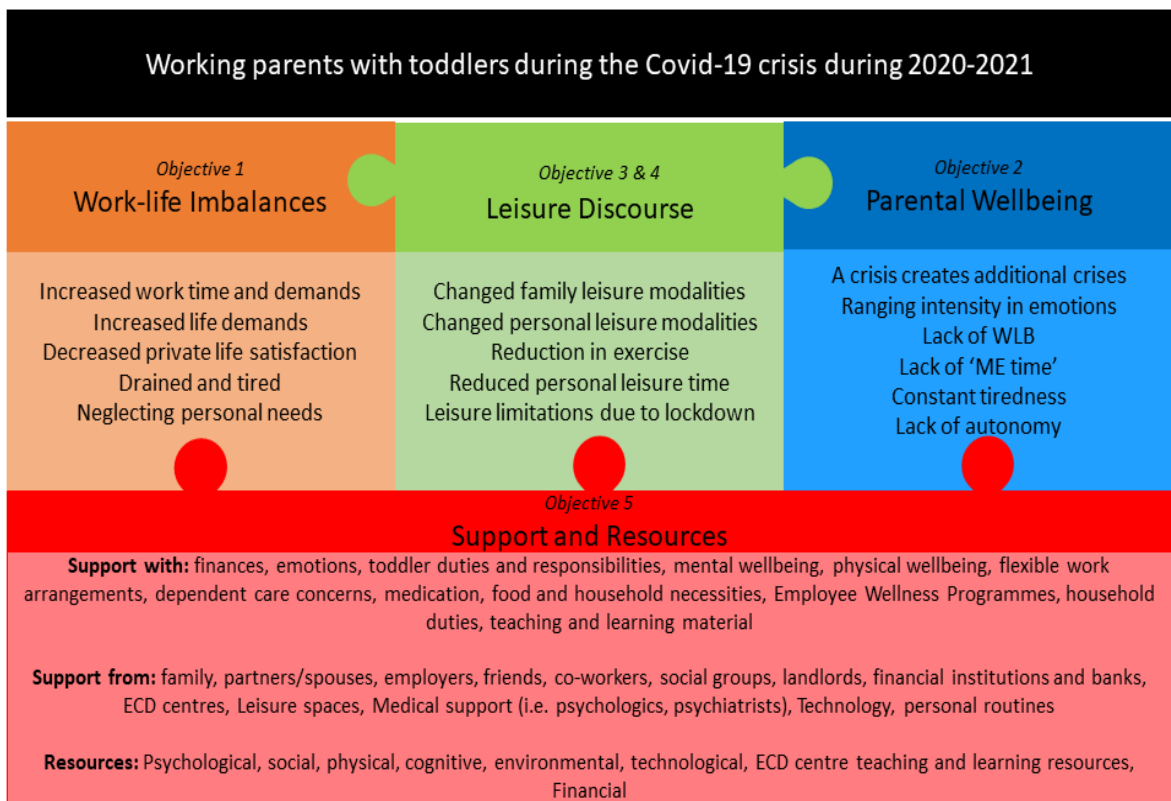 Working parents with toddlers during the Covid-19 crisis during 2020-2021
Objective 1
Work-life Imbalances
Increased work time and demands
Increased life demands
Decreased private life satisfaction
Drained and tired
Neglecting personal needs
Objective 3 & 4
Leisure Discourse
Changed family leisure modalities
Changed personal leisure modalities
Reduction in exercise
Reduced personal leisure time
Leisure limitations due to lockdown
Objective 2
Parental Wellbeing
A crisis creates additional crises
Ranging intensity in emotions
Lack of WLB
Lack of ‘ME time’
Constant tiredness
Lack of autonomy
Objective 5
Support and Resources
Support with: finances, emotions, toddler duties and responsibilities, mental wellbeing, physical wellbeing, flexible work
arrangements, dependent care concerns, medication, food and household necessities, Employee Wellness Programmes, household
duties, teaching and learning material
Support from: family, partners/spouses, employers, friends, co-workers, social groups, landlords, financial institutions and banks,
ECD centres, Leisure spaces, Medical support (i.e. psychologics, psychiatrists), Technology, personal routines
Resources: Psychological, social, physical, cognitive, environmental, technological, ECD centre teaching and learning resources,
Financial